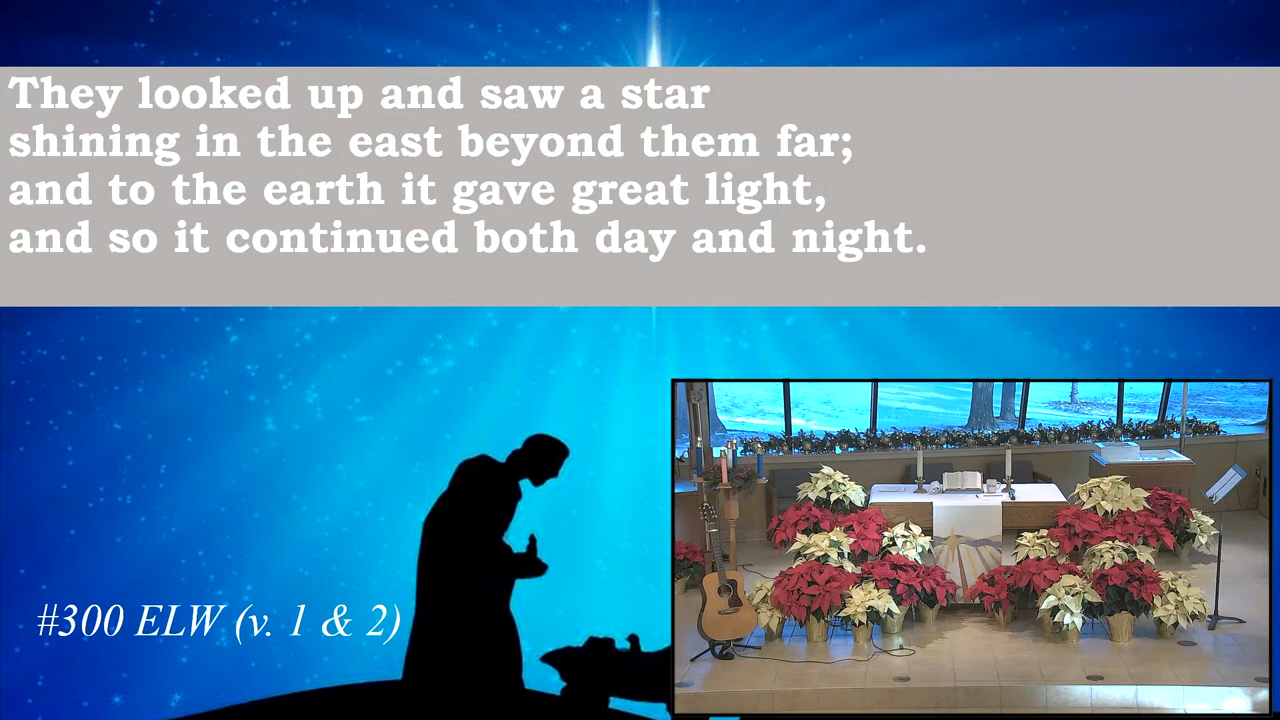 They looked up and saw a star
shining in the east beyond them far;
and to the earth it gave great light,
and so it continued both day and night.
#300 ELW (v. 1 & 2)